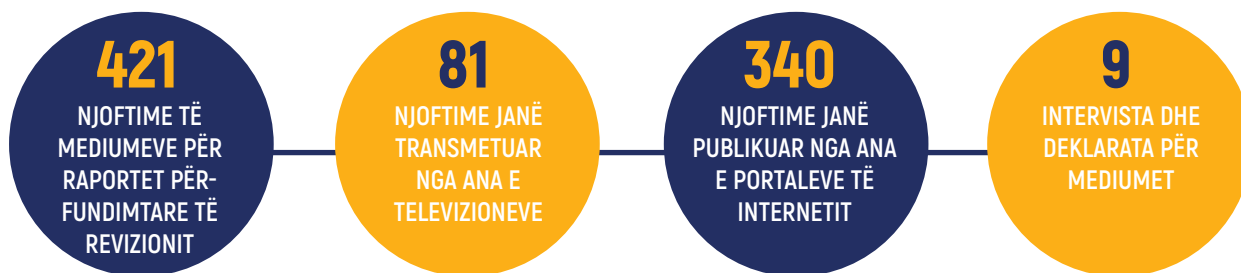 421
NJOFTIME TË
MEDIUMEVE PËR
RAPORTET PËR-
FUNDIMTARE TË
REVIZIONIT
81
NJOFTIME JANË
TRANSMETUAR
NGA ANA E
TELEVIZIONEVE
340
NJOFTIME JANË
PUBLIKUAR NGA ANA
E PORTALEVE TË
INTERNETIT
9
INTERVISTA DHE
DEKLARATA PËR
MEDIUMET